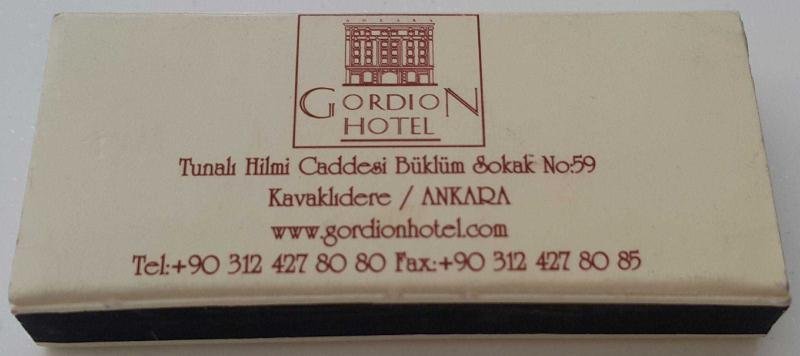 ANKARA
GORDION
HOTEL
Tunalı Hilmi Caddesi Büklüm Sokak No:59
Kavaklıdere / ANKARA
www.gordionhotel.com
Tel:+90 312 427 80 80 Fax:+90 312 427 80 85